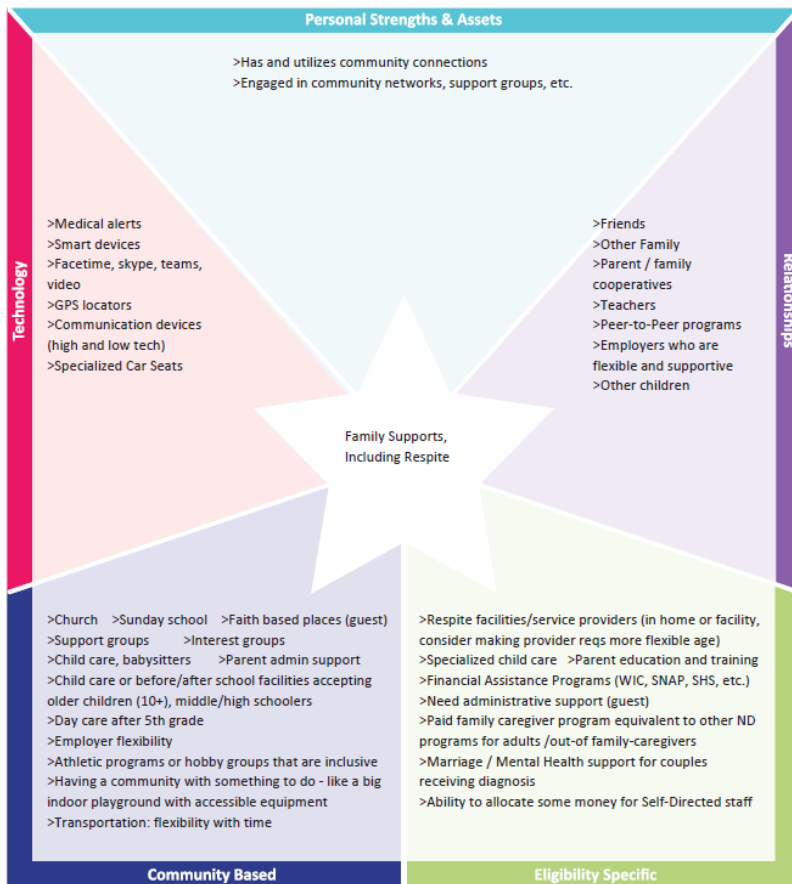 Personal Strengths & Assets
>Has and utilizes community connections
>Engaged in community networks, support groups, etc.
Technology
>Medical alerts
>Smart devices
>Facetime, skype, teams,
video
>GPS locators
>Communication devices
(high and low tech)
>Specialized Car Seats
>Friends
>Other Family
>Parent / family
cooperatives
>Teachers
>Peer-to-Peer programs
>Employers who are
flexible and supportive
>Other children
Relationships
Family Supports,
Including Respite
>Church >Sunday school >Faith based places (guest)
>Support groups >Interest groups
>Child care, babysitters >Parent admin support
>Child care or before/after school facilities accepting
older children (10+), middle/high schoolers
>Day care after 5th grade
>Employer flexibility
>Athletic programs or hobby groups that are inclusive
>Having a community with something to do - like a big
indoor playground with accessible equipment
>Transportation: flexibility with time
Community Based
>Respite facilities/service providers (in home or facility,
consider making provider reqs more flexible age)
>Specialized child care >Parent education and training
>Financial Assistance Programs (WIC, SNAP, SHS, etc.)
>Need administrative support (guest)
>Paid family caregiver program equivalent to other ND
programs for adults /out-of family-caregivers
>Marriage / Mental Health support for couples
receiving diagnosis
>Ability to allocate some money for Self-Directed staff
Eligibility Specific